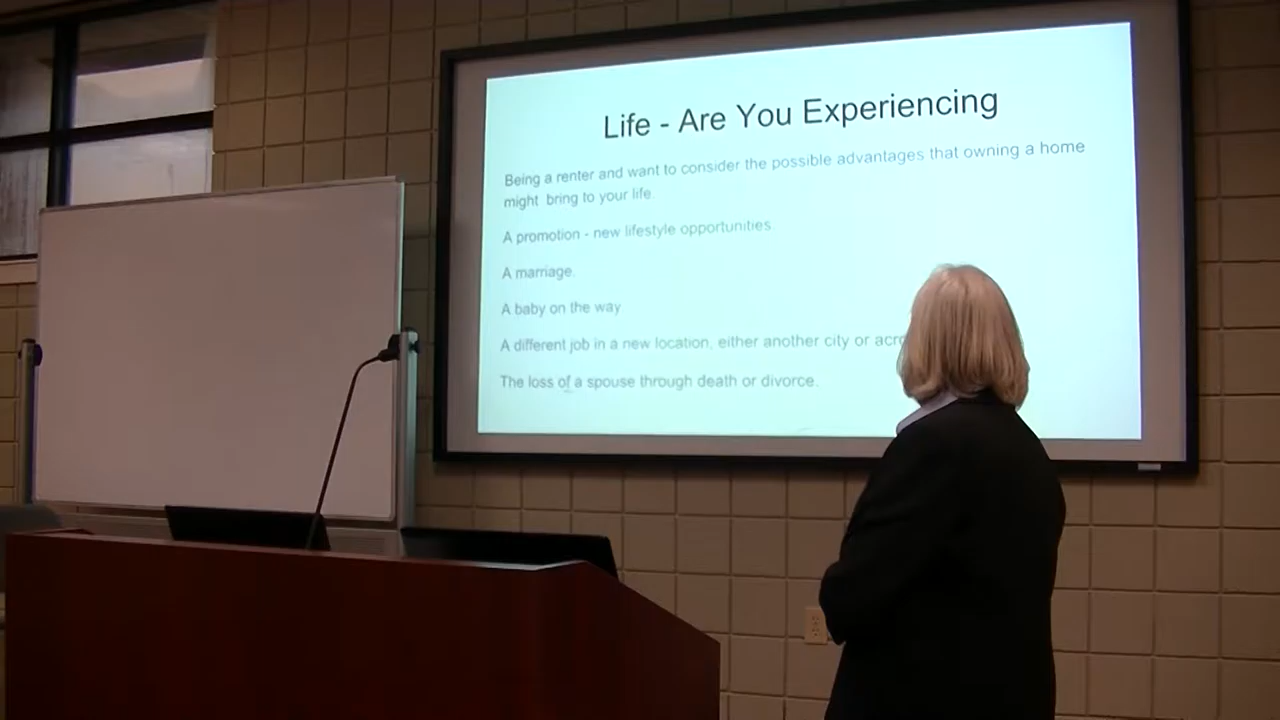 Life - Are You Experiencing
Being a renter and want to consider the possible advantages that owning a home
might bring to your life.
A promotion - new lifestyle opportunities
A marriage.
A baby on the way
A different job in a new location, either another city or
The loss of a spouse through death or divorce.